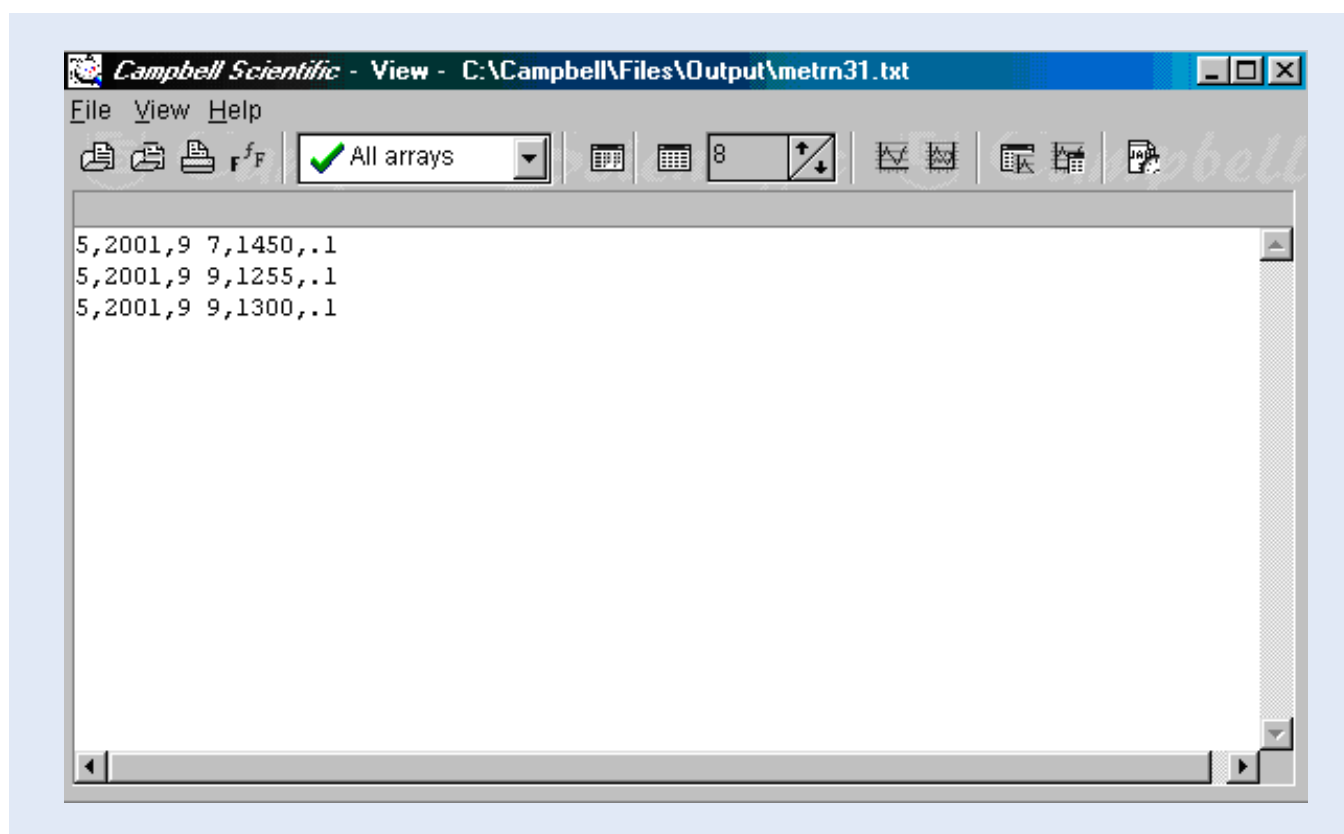 Campbell Scientific - View - C:\Campbell\Files\Output\metrn31.txt
File View Help
F f F All arrays 8
5,2001,9 7,1450,.1
5,2001,9 9,1255,.1
5,2001,9 9,1300,.1